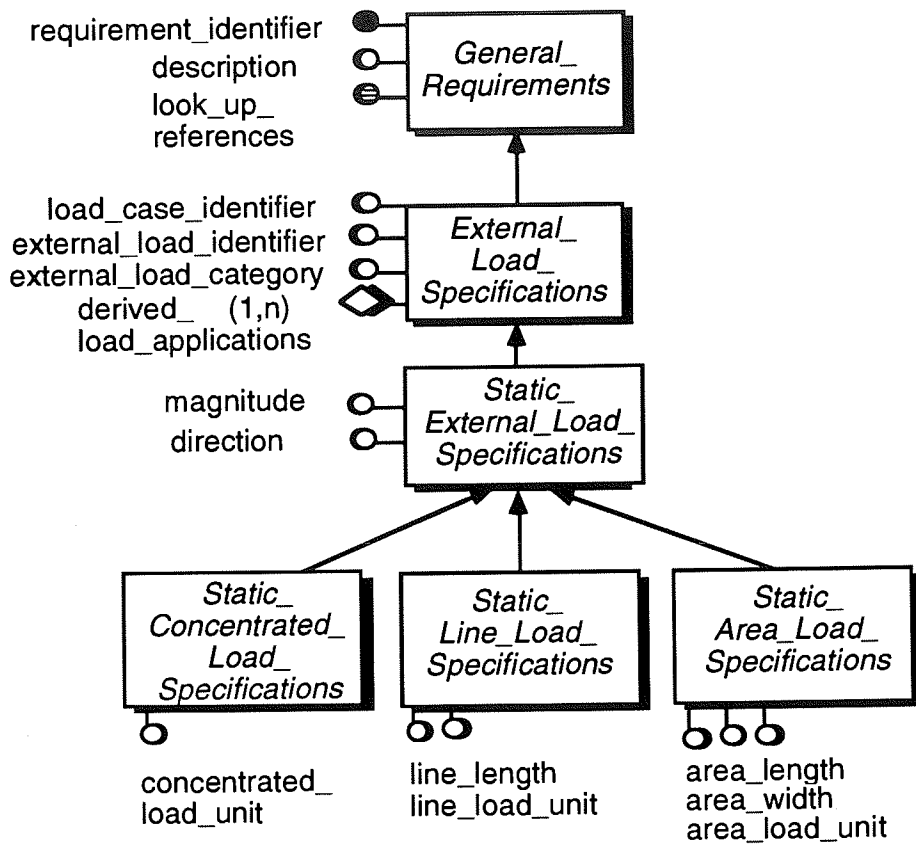 requirement_identifier
description
look_up_
references
General_
Requirements
load_case_identifier
external_load_identifier
external_load_category
derived_ (1,n)
load_applications
External_
Load_
Specifications
magnitude
direction
Static_
External_Load_
Specifications
Static_
Concentrated_
Load_
Specifications
Static_
Line_Load_
Specifications
Static_
Area_Load_
Specifications
concentrated_
load_unit
line_length
line_load_unit
area_length
area_width
area_load_unit